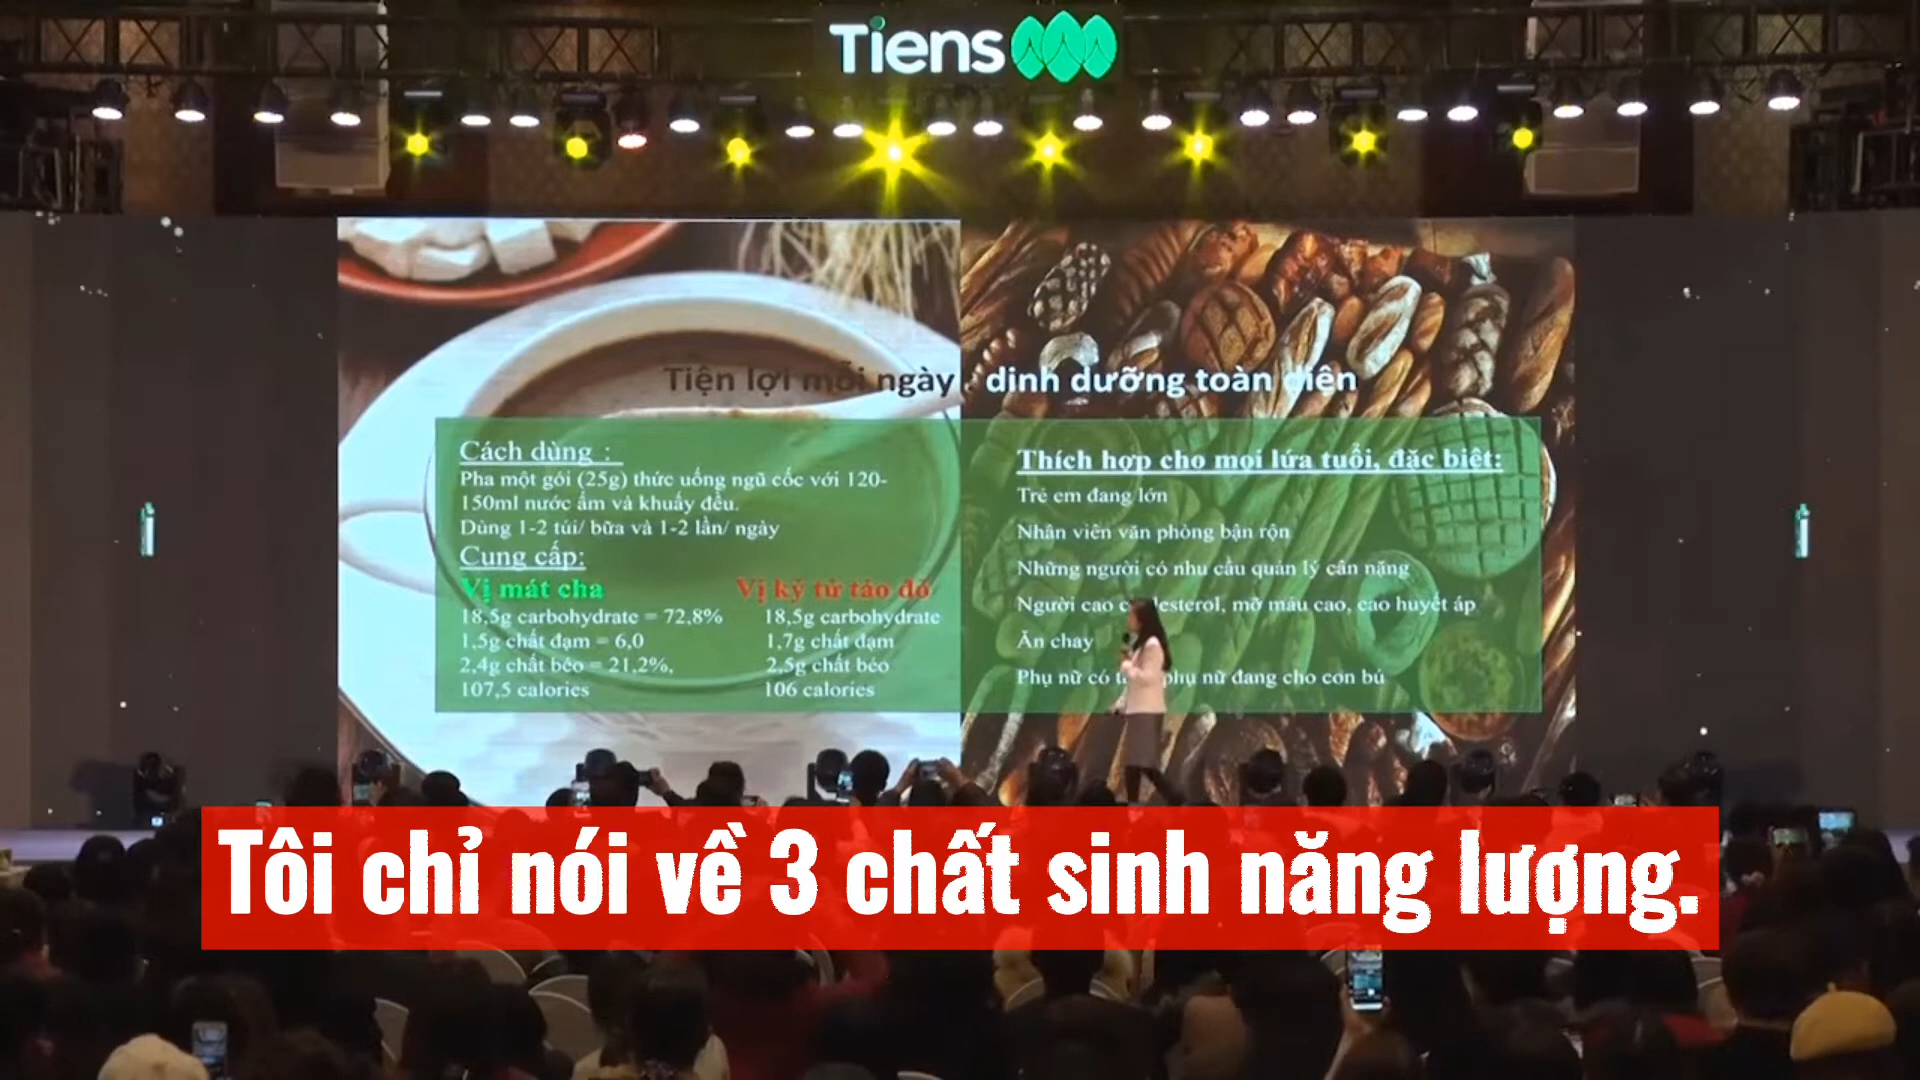 Tiens
Tiện lợi mỗi ngày, dinh dưỡng toàn diện
Cách dùng :
Pha một gói (25g) thức uống ngũ cốc với 120-
150ml nước ấm và khuấy đều.
Dùng 1-2 túi/ bữa và 1-2 lần/ ngày
Cung cấp:
Vị mát cha
18,5g carbohydrate = 72,8%
1,5g chất đạm = 6,0
2,4g chất béo = 21,2%,
107,5 calories
Vị kỷ tử táo đỏ
18,5g carbohydrate
1,7g chất đạm
2,5g chất béo
106 calories
Thích hợp cho mọi lứa tuổi, đặc biệt:
Trẻ em đang lớn
Nhân viên văn phòng bận rộn
Những người có nhu cầu quản lý cân nặng
Người cao cholesterol, mỡ máu cao, cao huyết áp
Ăn chay
Phụ nữ có phụ nữ đang cho con bú
Tôi chỉ nói về 3 chất sinh năng lượng.